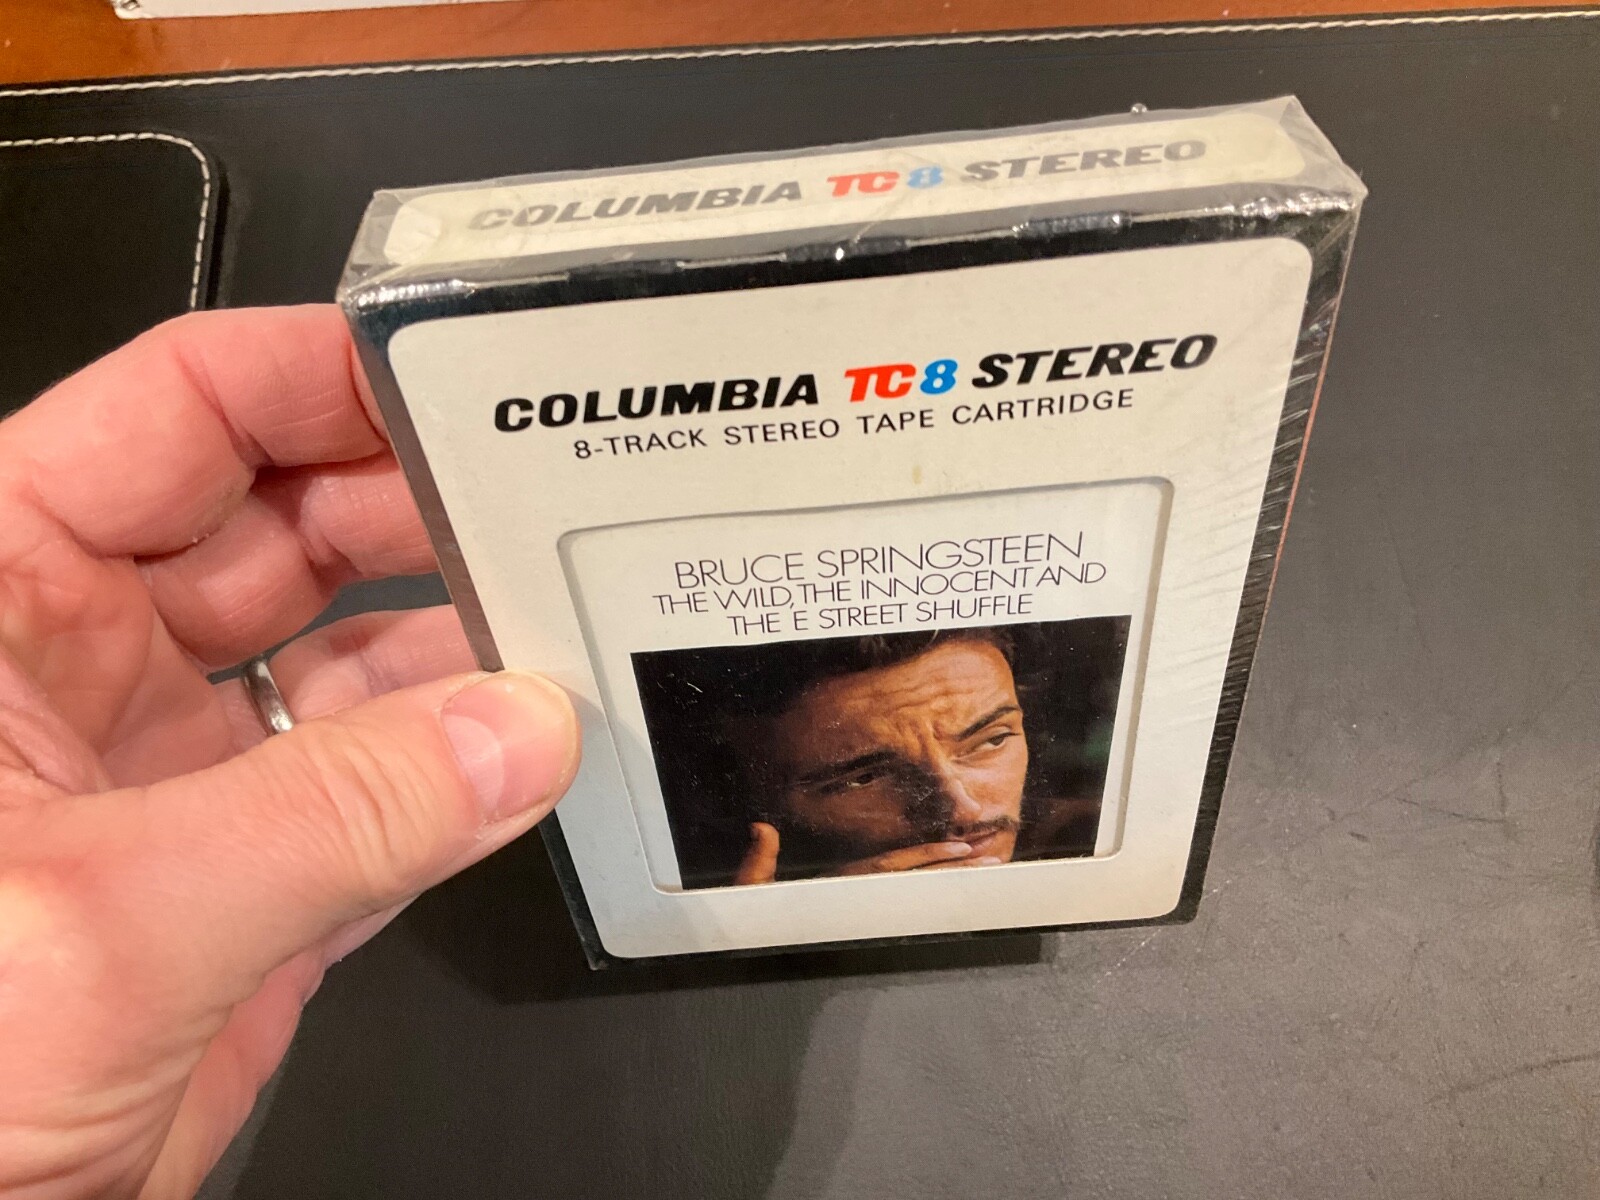 COLUMBIA TC8 STEREO
COLUMBIA TC8 STEREO
8-TRACK STEREO TAPE CARTRIDGE
BRUCE SPRINGSTEEN
THE WILD, THE INNOCENT AND
THE E STREET SHUFFLE